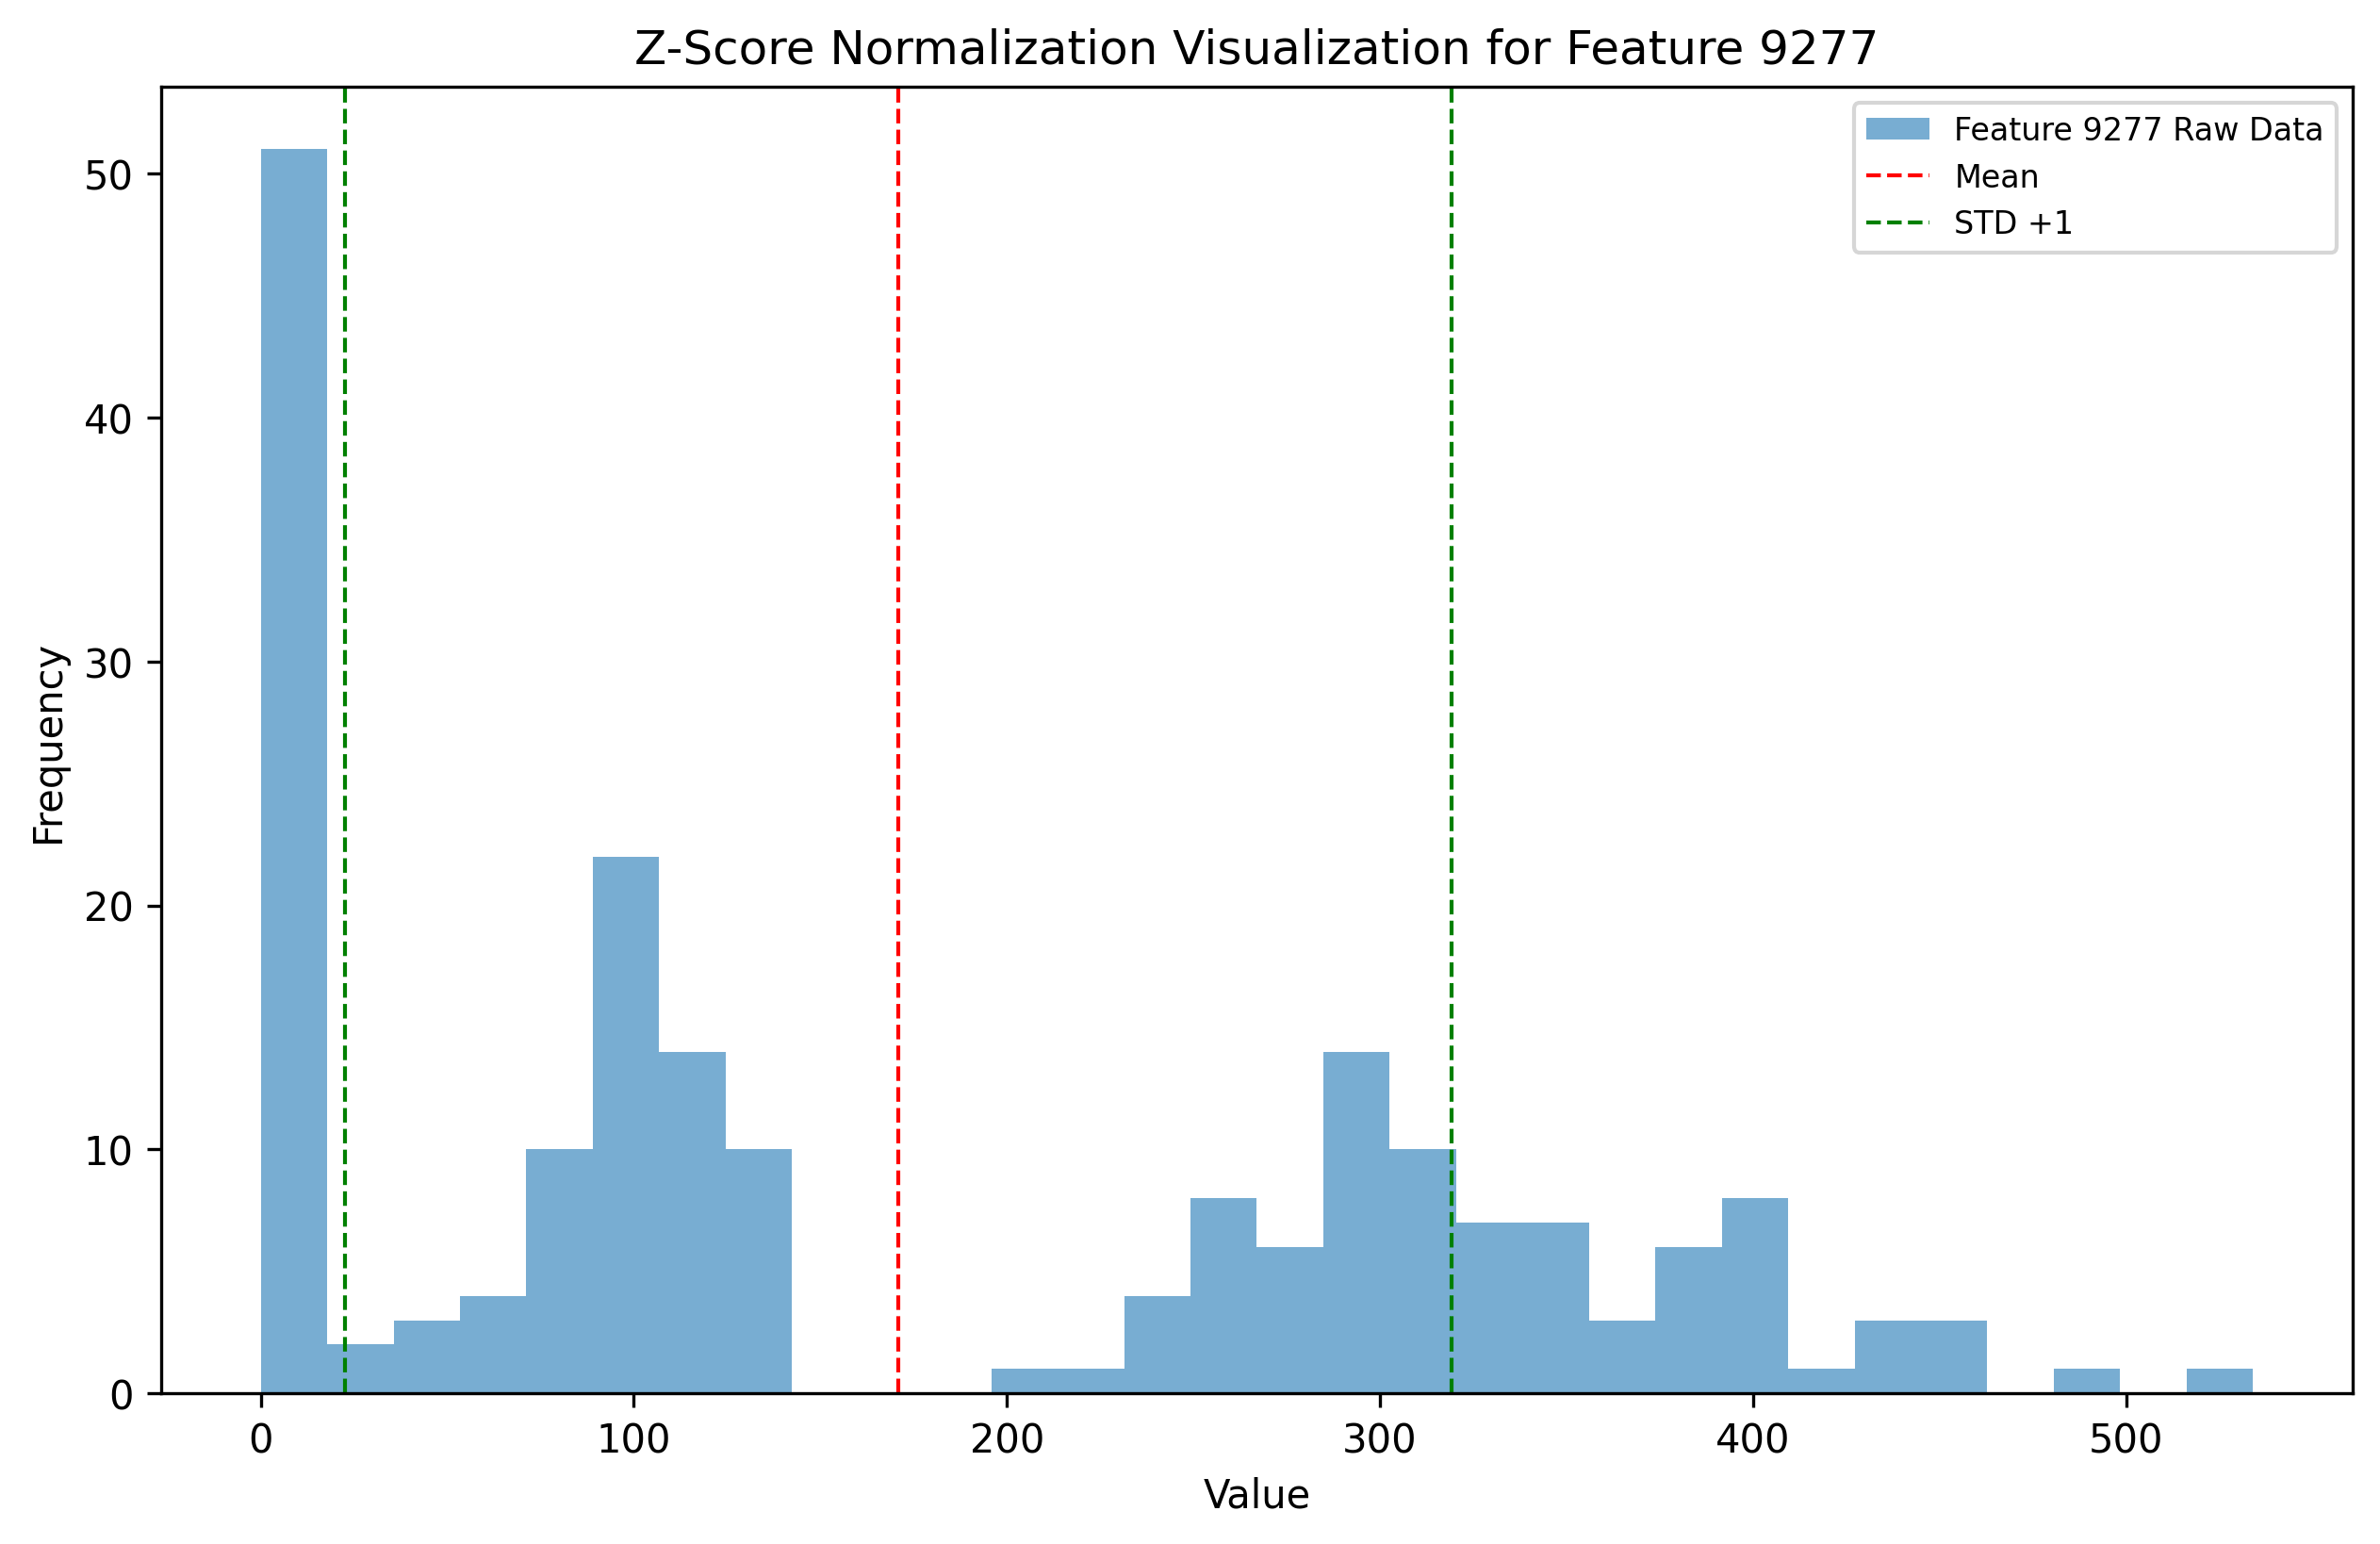 Z-Score Normalization Visualization for Feature 9277
Feature 9277 Raw Data
Mean
STD +1
50
40
30
20
10
0
Frequency
0 100 200 300 400 500
Value